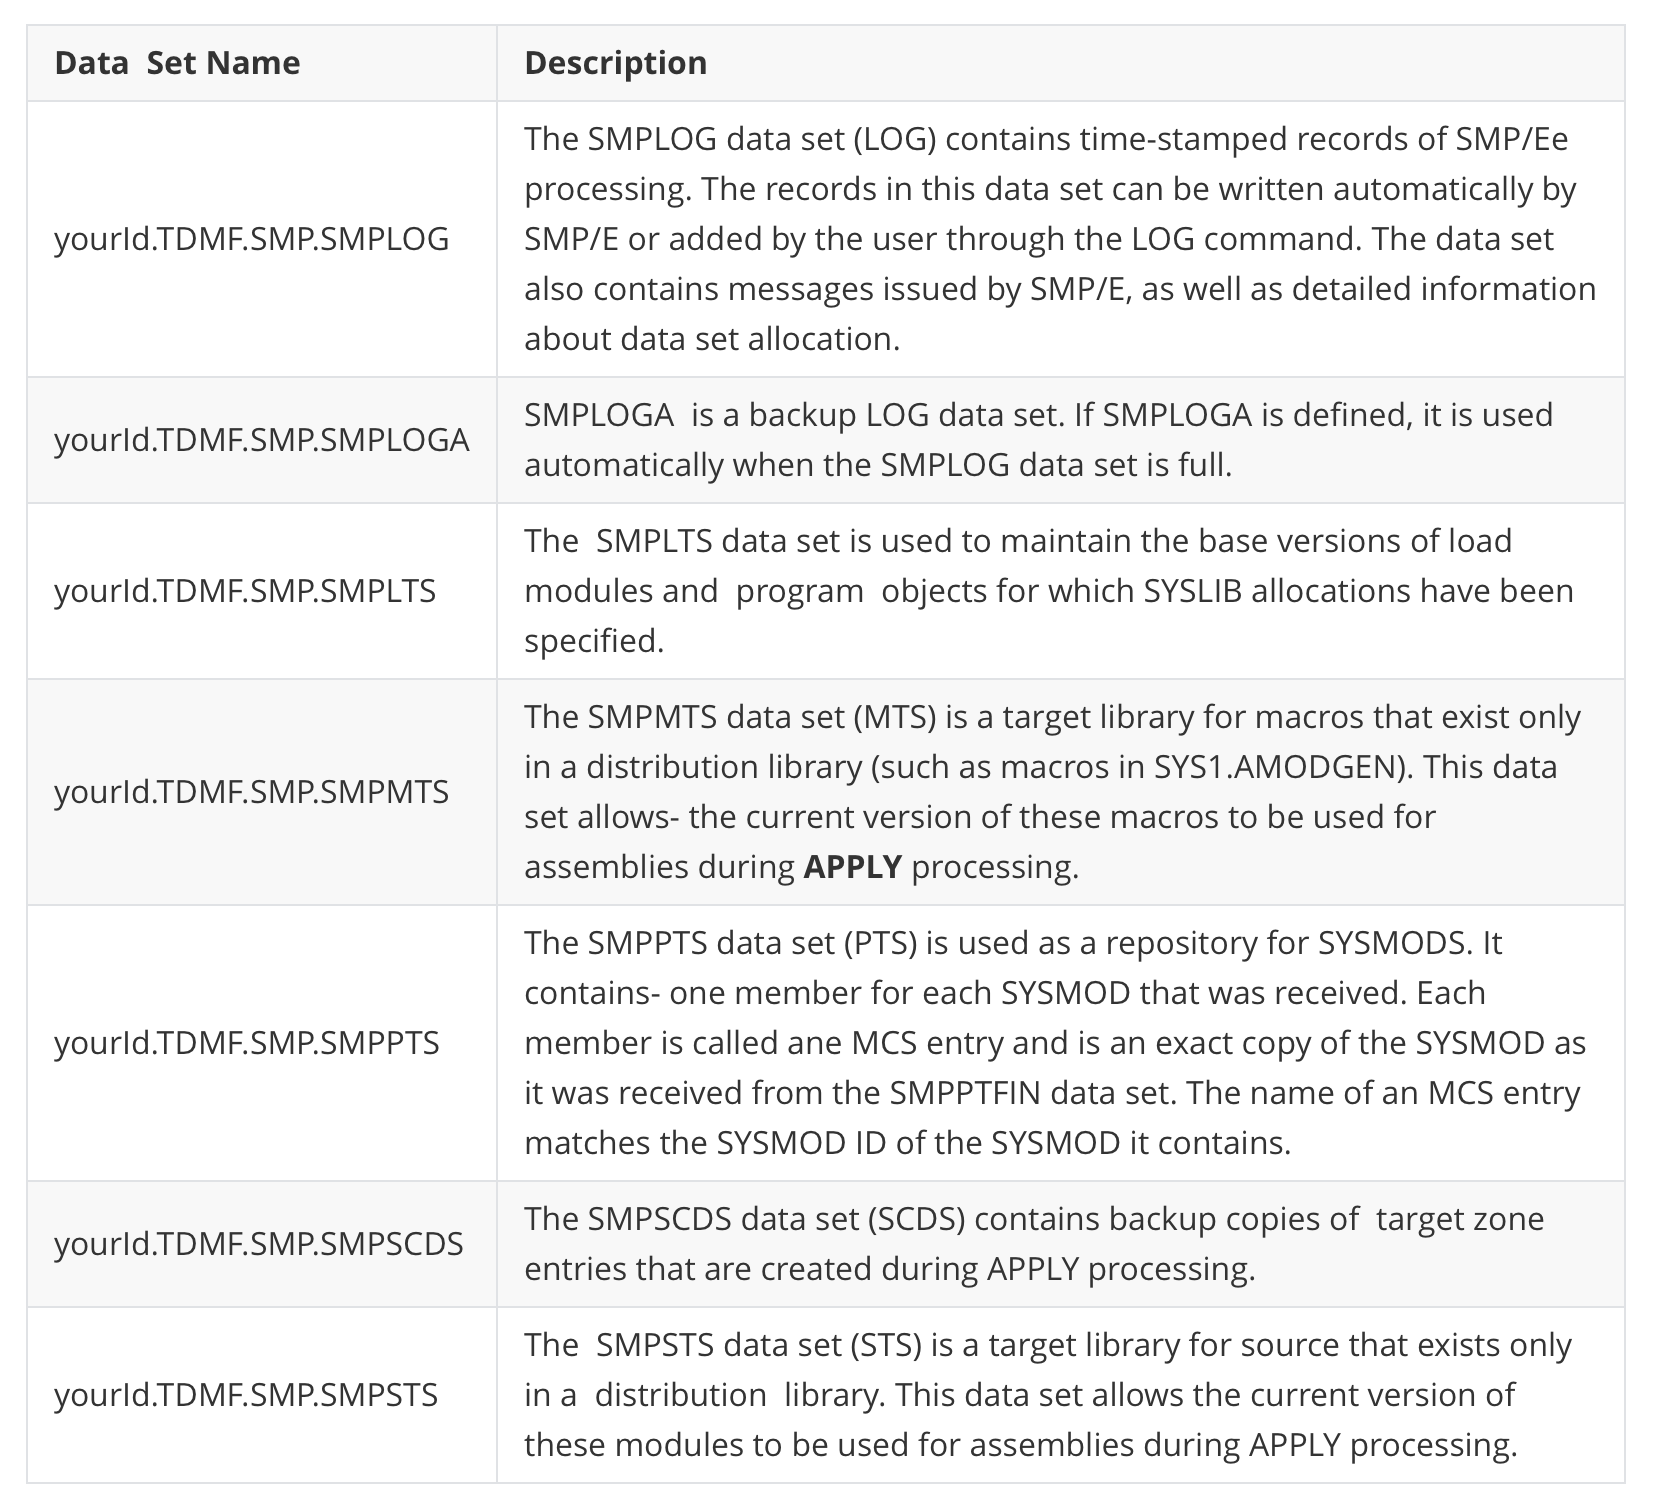 Data  Set Name
Description
The SMPLOG data set (LOG) contains time-stamped records of SMP/Ee
processing. The records in this data set can be written automatically by
yourId.TDMF.SMP.SMPLOG
SMP/E or added by the user through the LOG command. The data set
also contains messages issued by SMP/E, as well as detailed information
about data set allocation.
yourId.TDMF.SMP.SMPLOGA
SMPLOGA  is a backup LOG data set. If SMPLOGA is defined, it is used
automatically when the SMPLOG data set is full.
yourId.TDMF.SMP.SMPLTS
The  SMPLTS data set is used to maintain the base versions of load
modules and  program  objects for which SYSLIB allocations have been
specified.
yourId.TDMF.SMP.SMPMTS
The SMPMTS data set (MTS) is a target library for macros that exist only
in a distribution library (such as macros in SYS1.AMODGEN). This data
set allows- the current version of these macros to be used for
assemblies during APPLY processing.
yourId.TDMF.SMP.SMPPTS
The SMPPTS data set (PTS) is used as a repository for SYSMODS. It
contains- one member for each SYSMOD that was received. Each
member is called ane MCS entry and is an exact copy of the SYSMOD as
it was received from the SMPPTFIN data set. The name of an MCS entry
matches the SYSMOD ID of the SYSMOD it contains.
yourId.TDMF.SMP.SMPSCDS
The SMPSCDS data set (SCDS) contains backup copies of  target zone
entries that are created during APPLY processing.
yourId.TDMF.SMP.SMPSTS
The  SMPSTS data set (STS) is a target library for source that exists only
in a  distribution  library. This data set allows the current version of
these modules to be used for assemblies during APPLY processing.